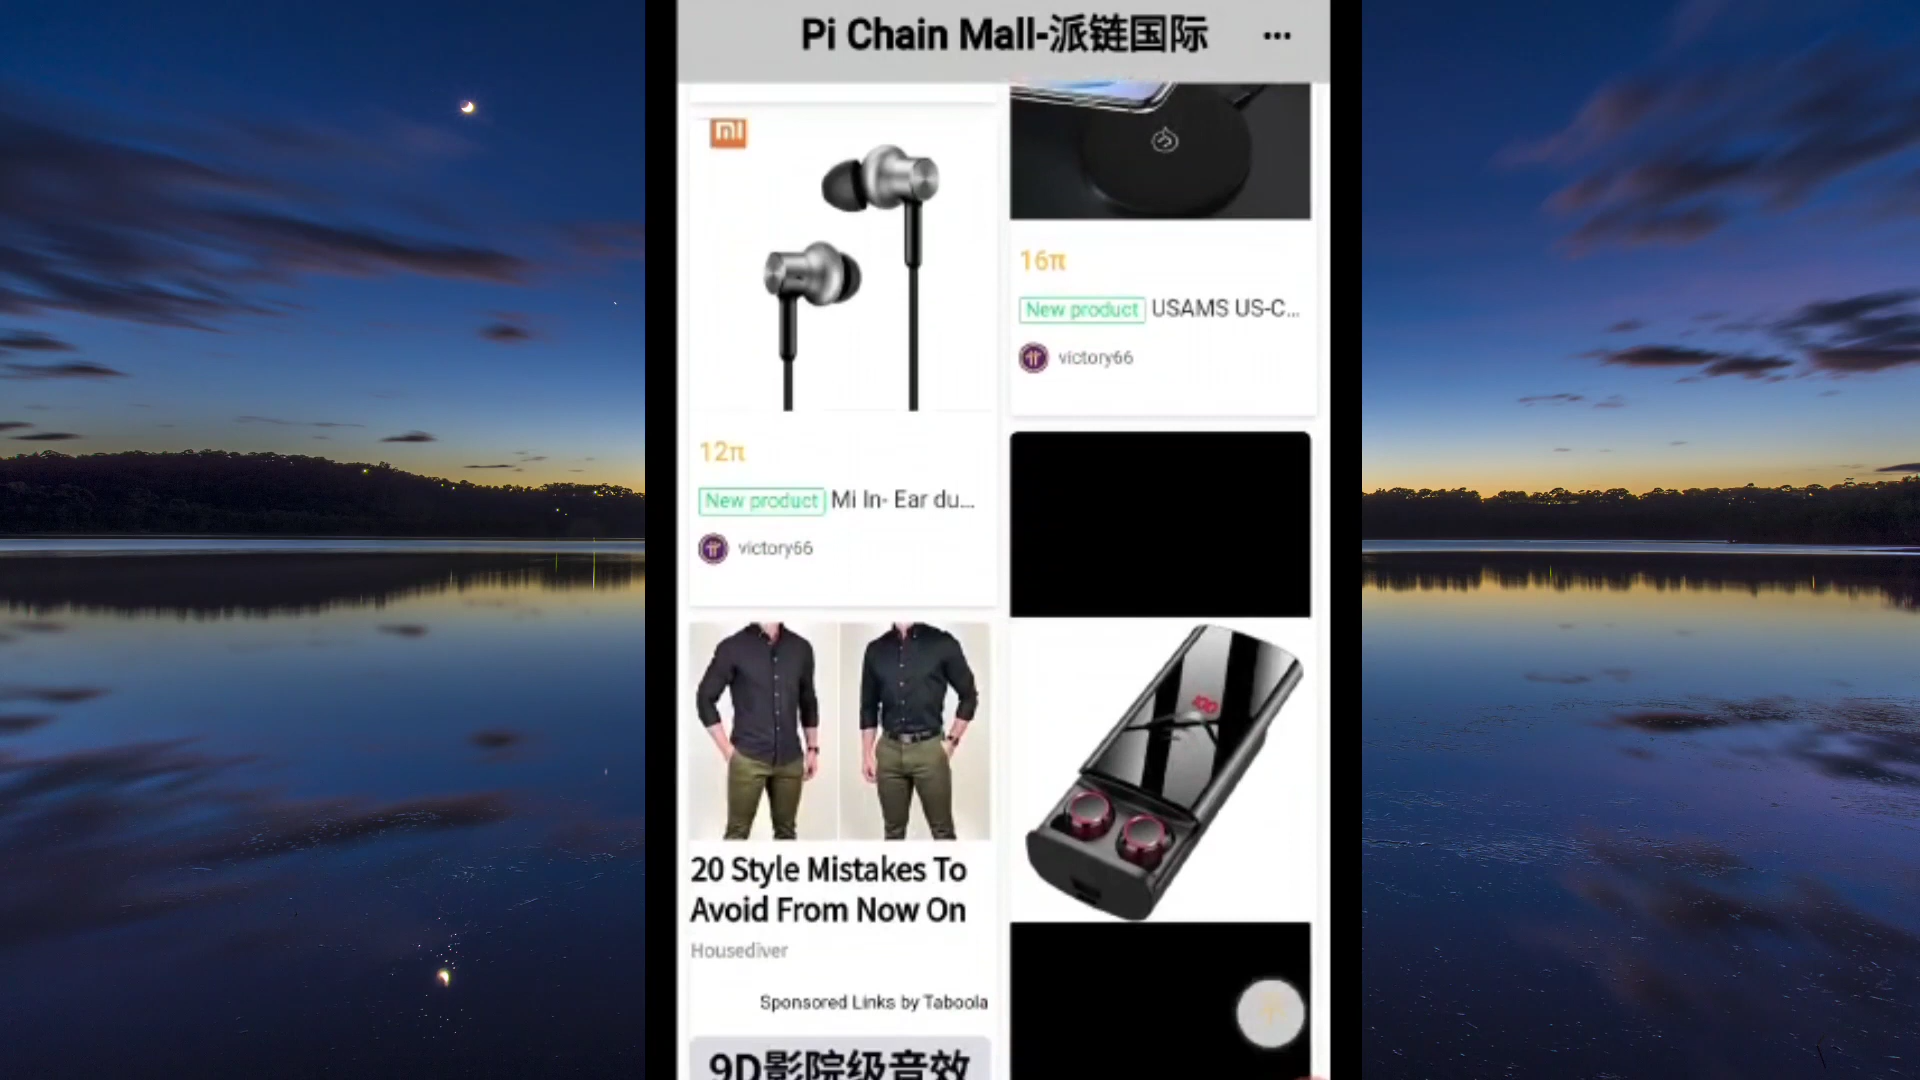 Pi Chain Mall-派链国际
mi
12π
New product Mi In- Ear du...
victory66
20 Style Mistakes To
Avoid From Now On
Housediver
Sponsored Links by Taboola
9D影院级音效
16π
New product USAMS US-C...
victory66
100